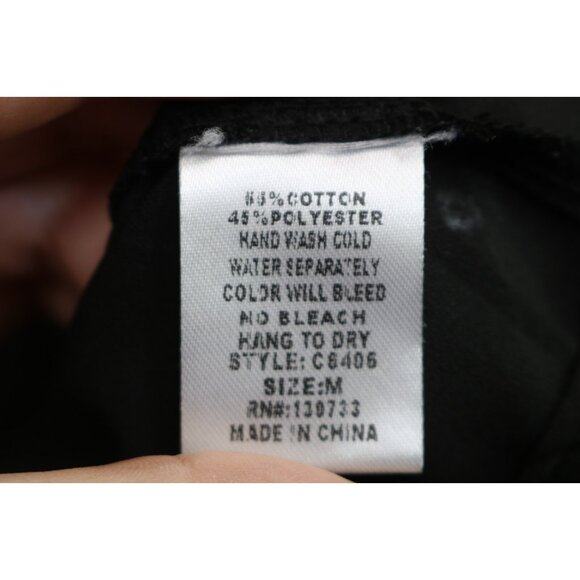 55%COTTON
45%POLYESTER
HAND WASH COLD
WATER SEPARATELY
COLOR WILL BLEED
NO BLEACH
HANG TO DRY
STYLE: C6406
SIZE:M
RN#:130733
MADE IN CHINA